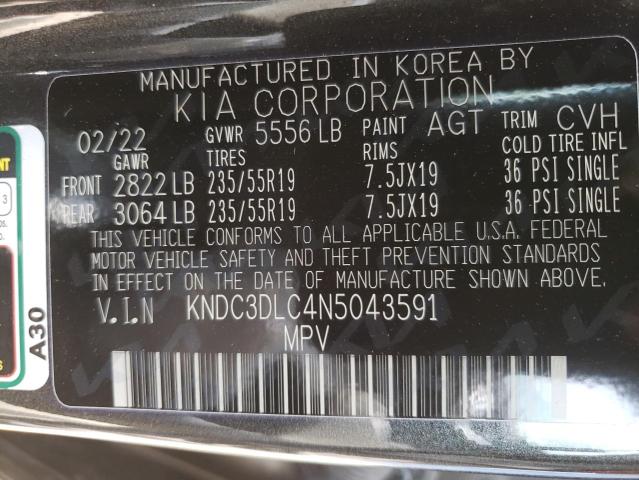 MANUFACTURED IN KOREA BY
KIA CORPORATION
02/22 GVWR 5556 LB PAINT AGT TRIM CVH
GAWR TIRES RIMS COLD TIRE INFL
FRONT 2822 LB 235/55R19 7.5JX19 36 PSI SINGLE
REAR 3064 LB 235/55R19 7.5JX19 36 PSI SINGLE
THIS VEHICLE CONFORMS TO ALL APPLICABLE U.S.A. FEDERAL
MOTOR VEHICLE SAFETY AND THEFT PREVENTION STANDARDS
IN EFFECT ON THE DATE OF MANUFACTURE SHOWN ABOVE.
V.I.N KNDC3DLC4N5043591
MPV
A30
3